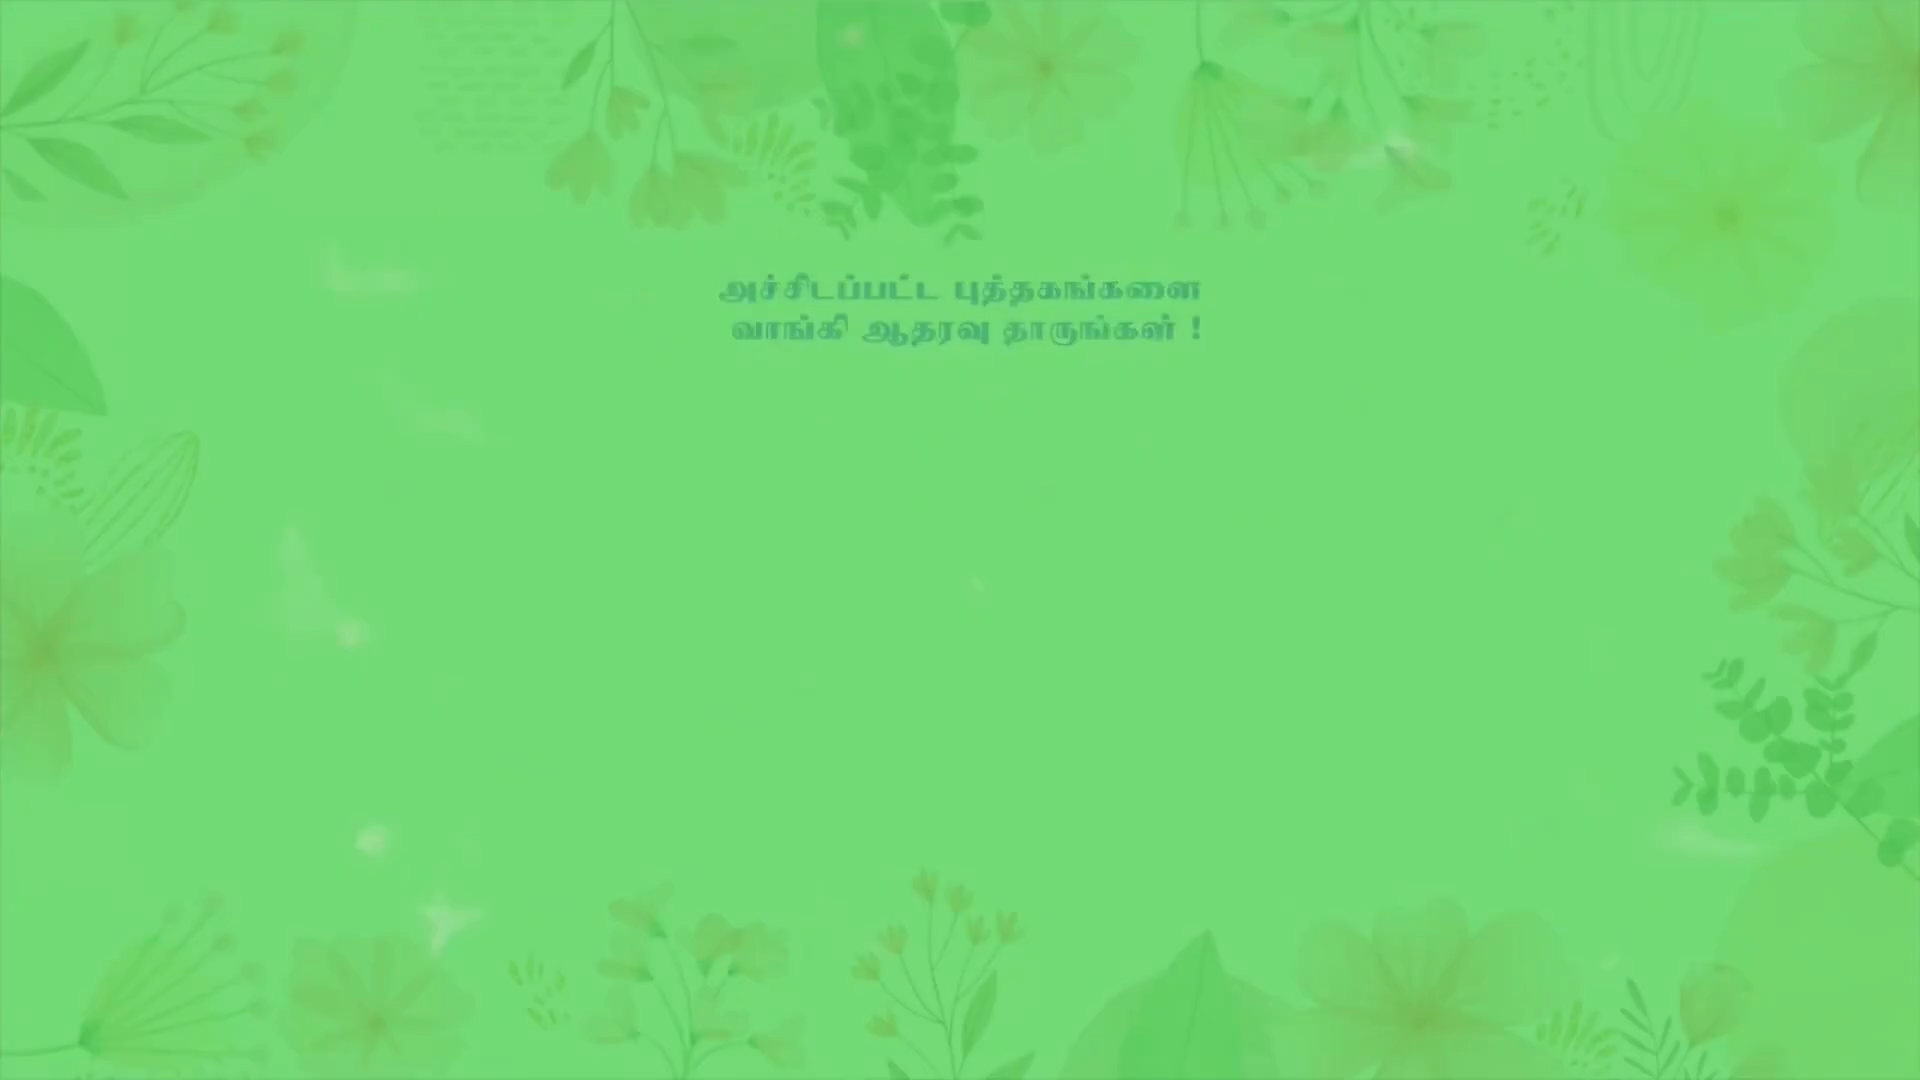 அச்சிடப்பட்ட புத்தகங்களை
வாங்கி ஆதரவு தாருங்கள் !